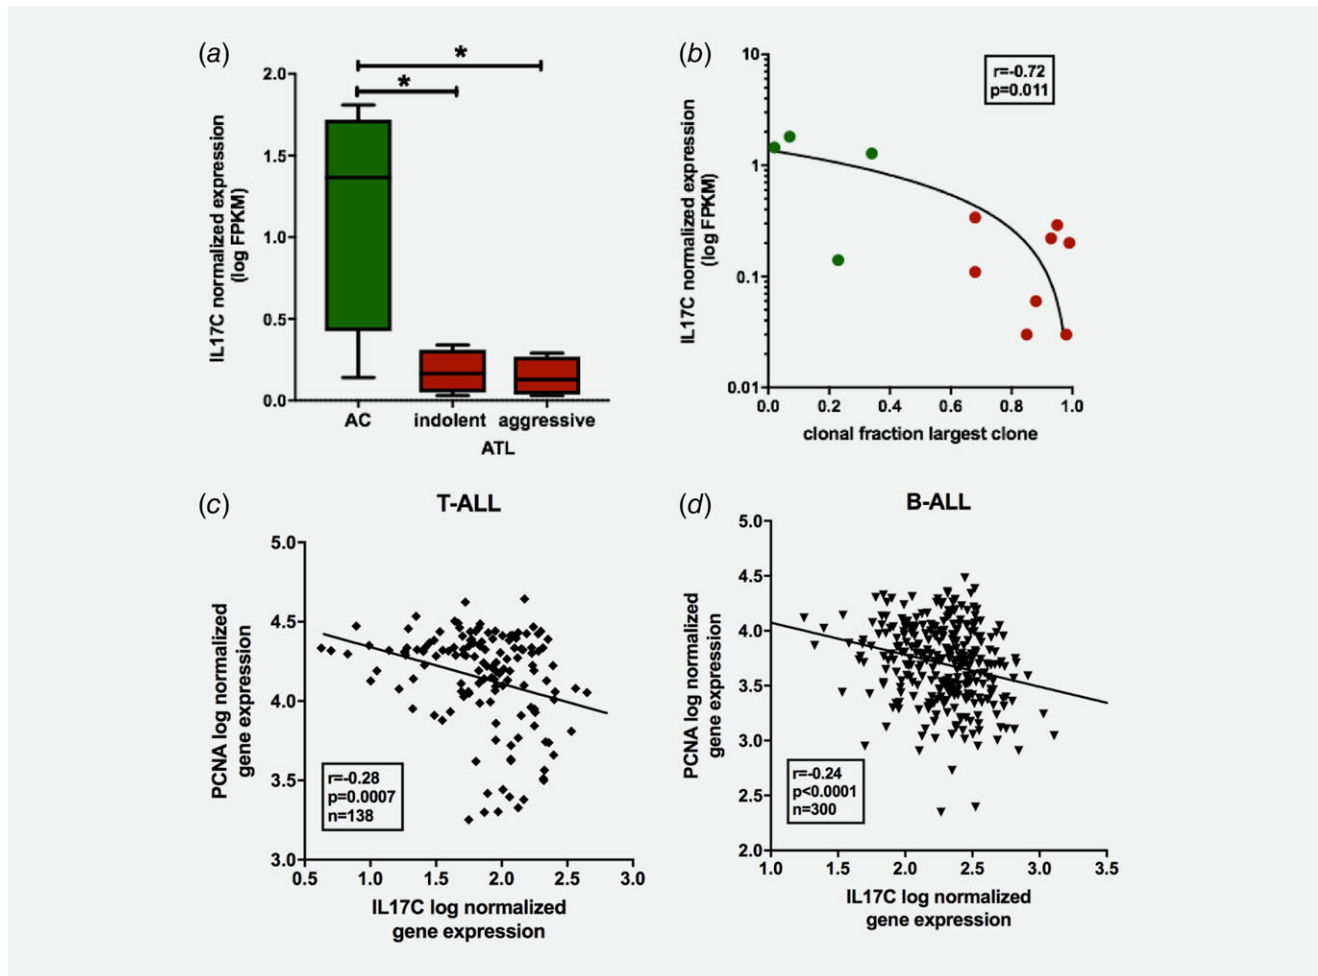 (a)
*
*
IL17C normalized expression
(log FPKM)
2.0
1.5
1.0
0.5
0.0
AC
indolent
aggressive
ATL
(b)
r=-0.72
p=0.011
IL17C normalized expression
(log FPKM)
10
1
0.1
0.01
0.0
0.2
0.4
0.6
0.8
1.0
clonal fraction largest clone
(c)
T-ALL
PCNA log normalized
gene expression
5.0
4.5
4.0
3.5
3.0
r=-0.28
p=0.0007
n=138
0.5
1.0
1.5
2.0
2.5
3.0
IL17C log normalized
gene expression
(d)
B-ALL
PCNA log normalized
gene expression
5.0
4.5
4.0
3.5
3.0
2.5
2.0
r=-0.24
p<0.0001
n=300
1.0
1.5
2.0
2.5
3.0
3.5
IL17C log normalized
gene expression